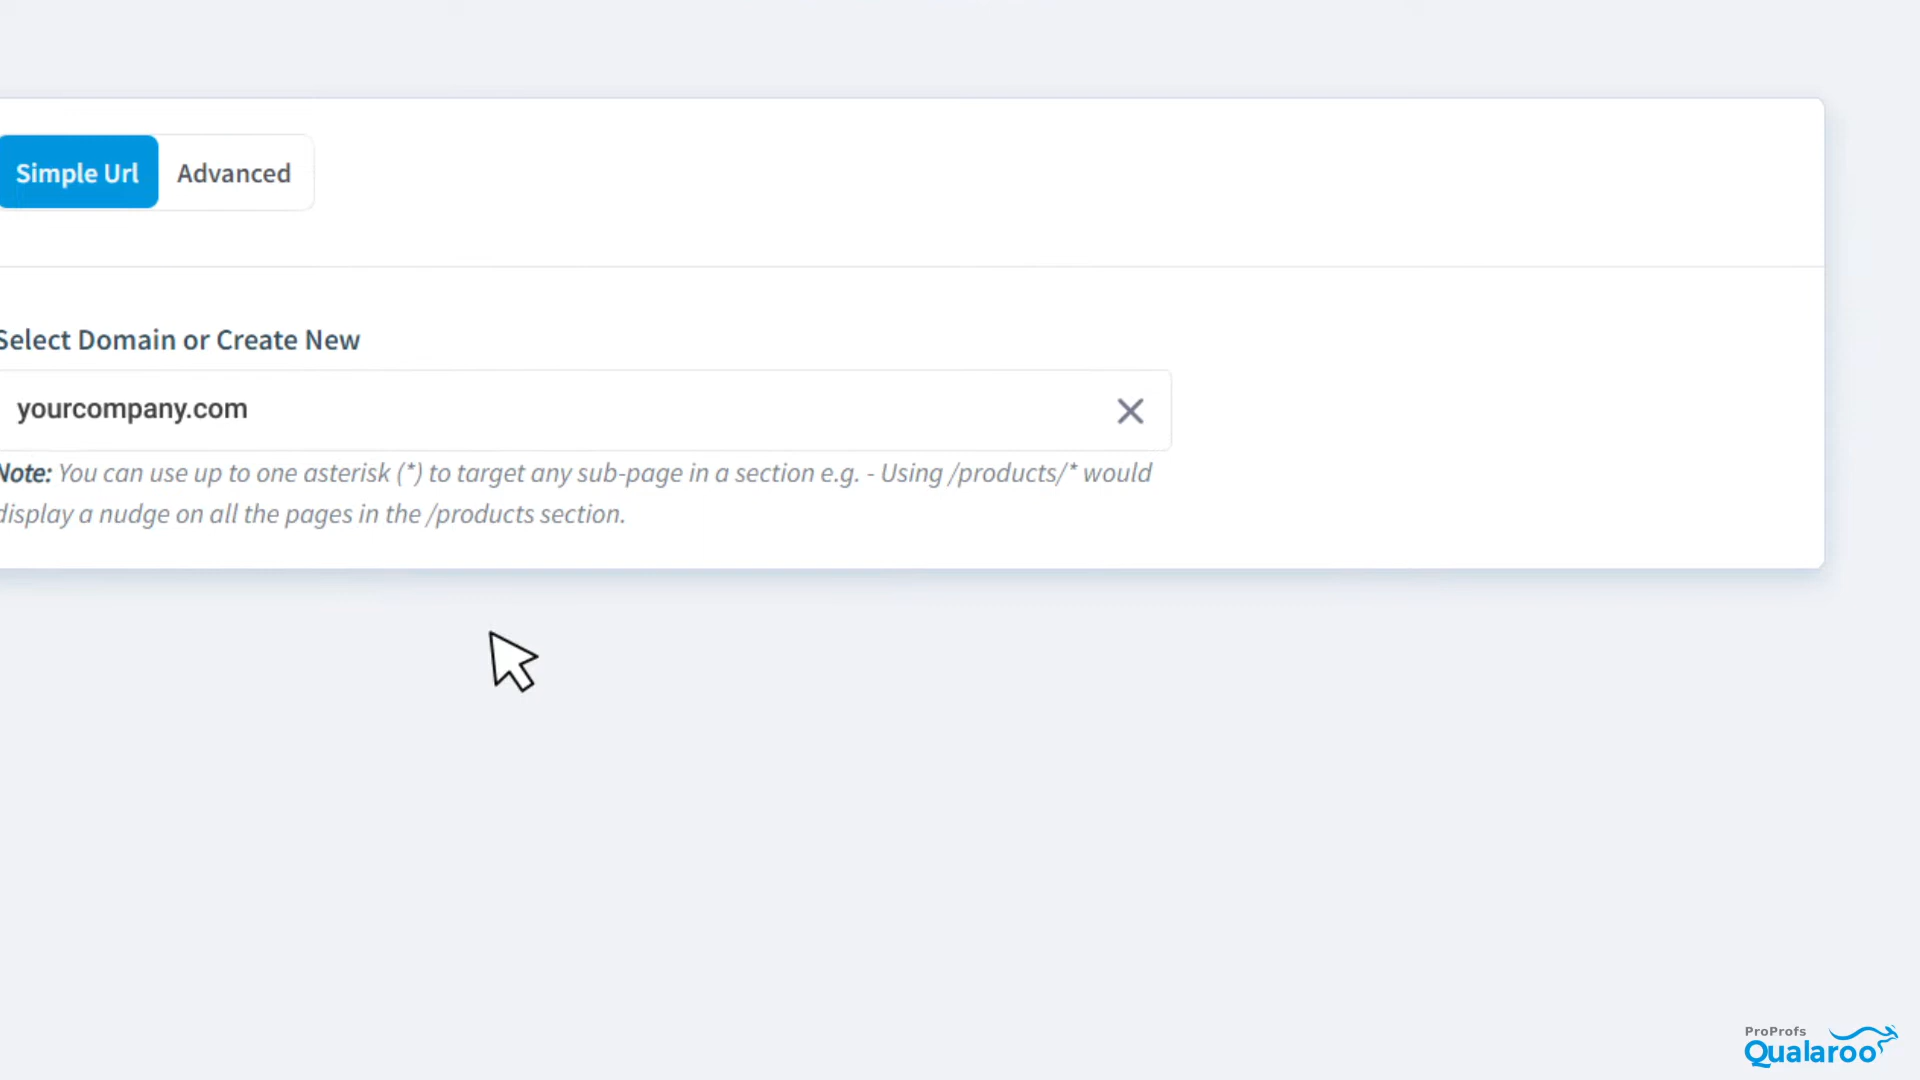 Simple Url Advanced
Select Domain or Create New
yourcompany.com
Note: You can use up to one asterisk (*) to target any sub-page in a section e.g. - Using /products/* would
display a nudge on all the pages in the /products section.
ProProfs
Qualaroo